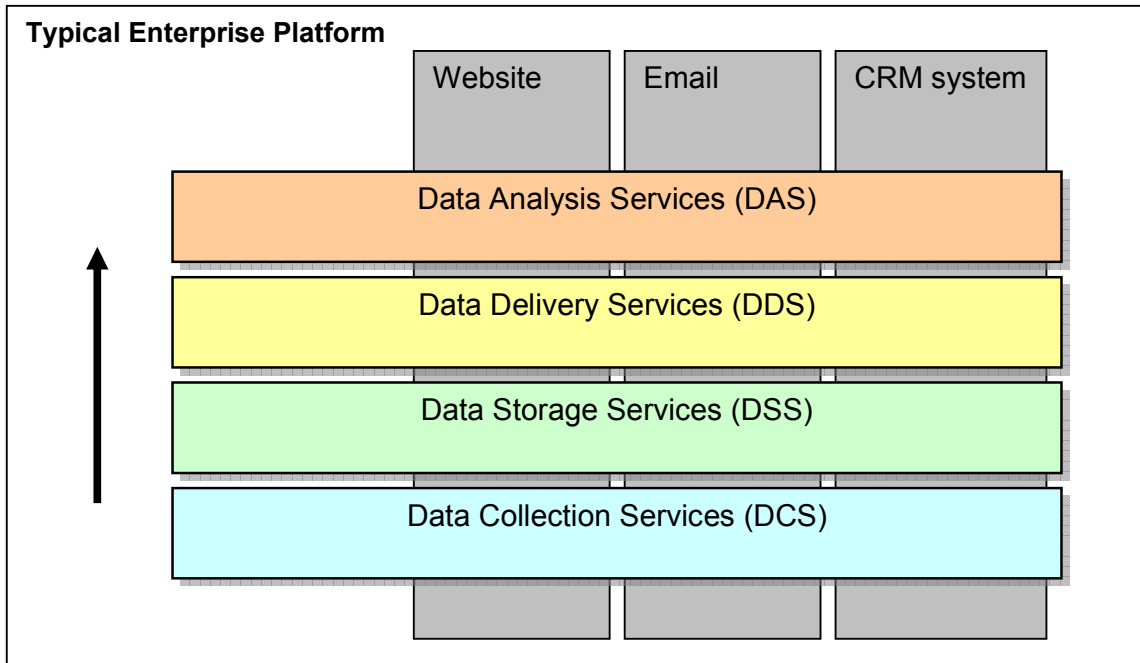 Typical Enterprise Platform
Website
Email
CRM system
Data Analysis Services (DAS)
Data Delivery Services (DDS)
Data Storage Services (DSS)
Data Collection Services (DCS)